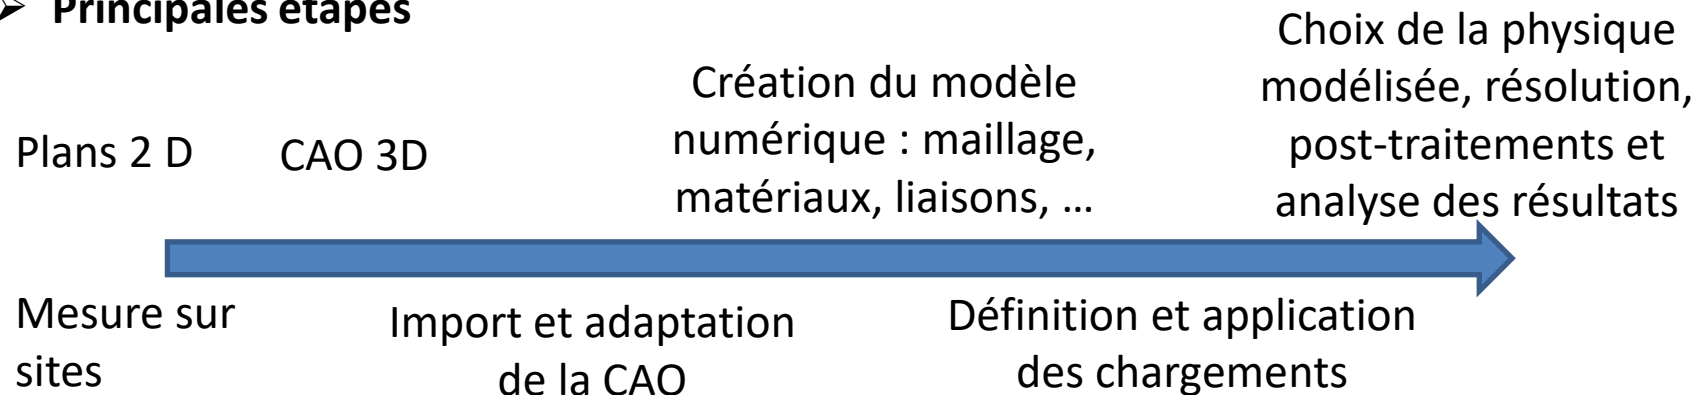 ➢ Principales étapes
Choix de la physique
modélisée, résolution,
post-traitements et
analyse des résultats
Création du modèle
numérique : maillage,
matériaux, liaisons, …
Plans 2 D
CAO 3D
Mesure sur
sites
Import et adaptation
de la CAO
Définition et application
des chargements